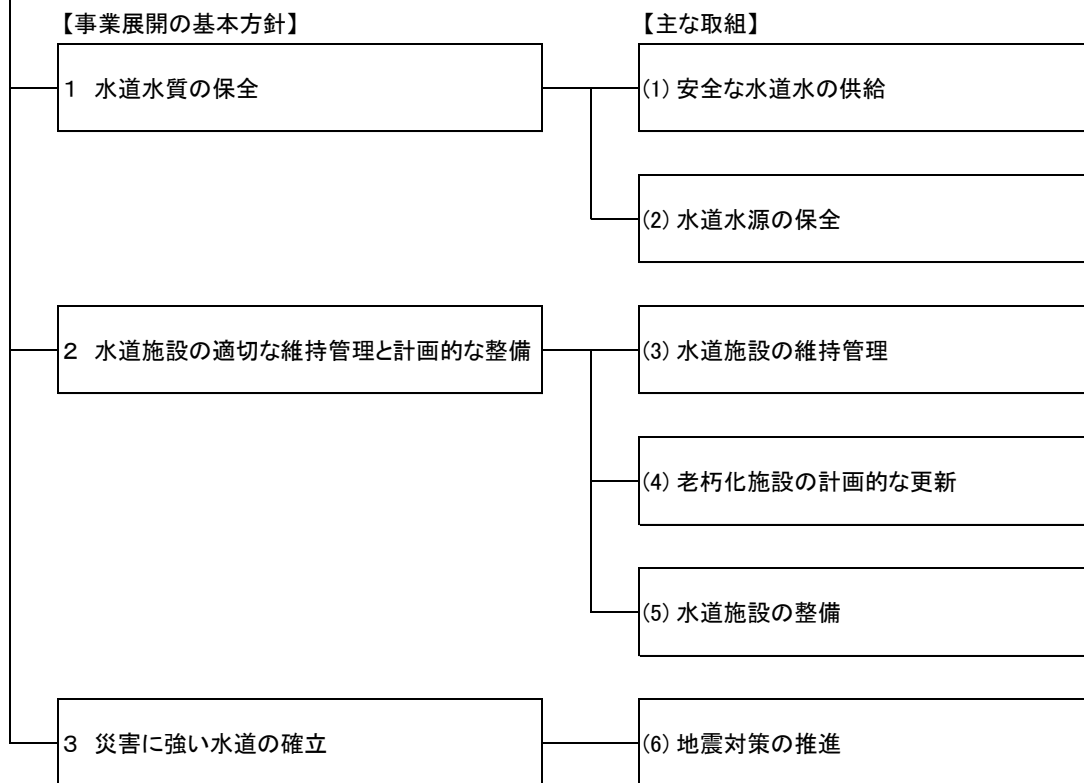 【事業展開の基本方針】 【主な取組】
1 水道水質の保全 (1) 安全な水道水の供給
(2) 水道水源の保全
2 水道施設の適切な維持管理と計画的な整備 (3) 水道施設の維持管理
(4) 老朽化施設の計画的な更新
(5) 水道施設の整備
3 災害に強い水道の確立 (6) 地震対策の推進